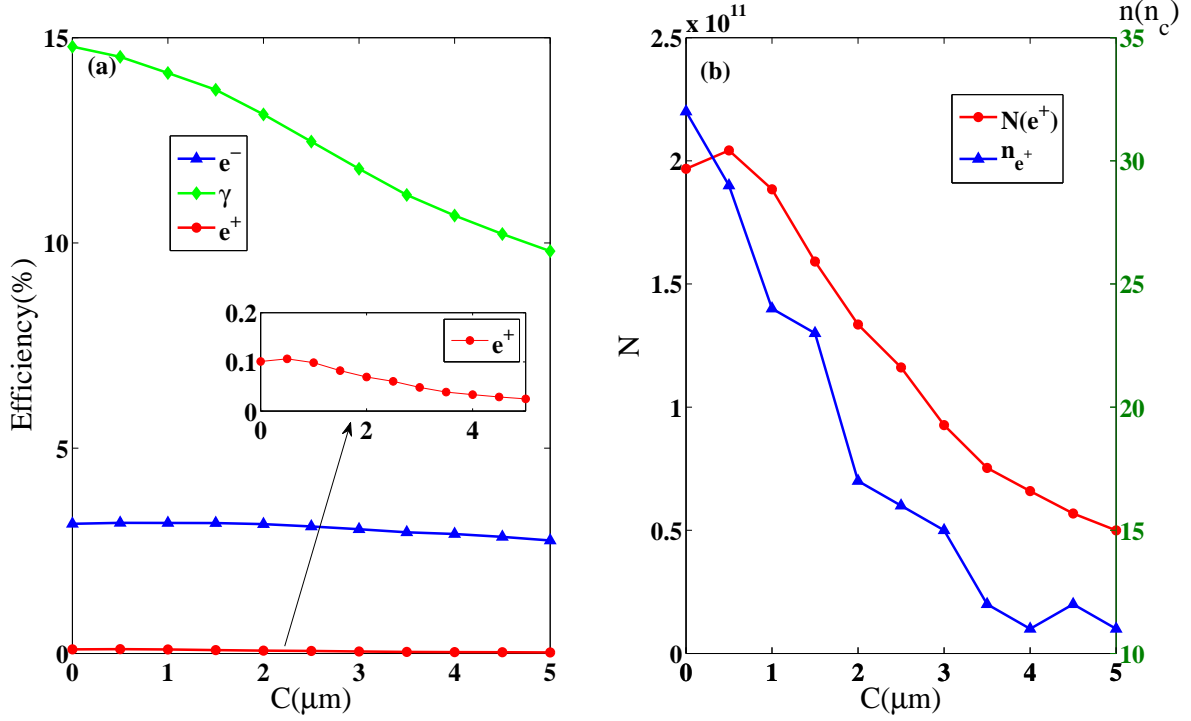 (a)
15
10
5
0
Efficiency(%)
e⁻
γ
e⁺
0.2
0.1
0
e⁺
0 2 4
0 1 2 3 4 5
C(μm)
x 10¹¹
n(n_c)
(b)
2.5
2
1.5
1
0.5
0
N
N(e⁺)
n_e⁺
35
30
25
20
15
10
0 1 2 3 4 5
C(μm)